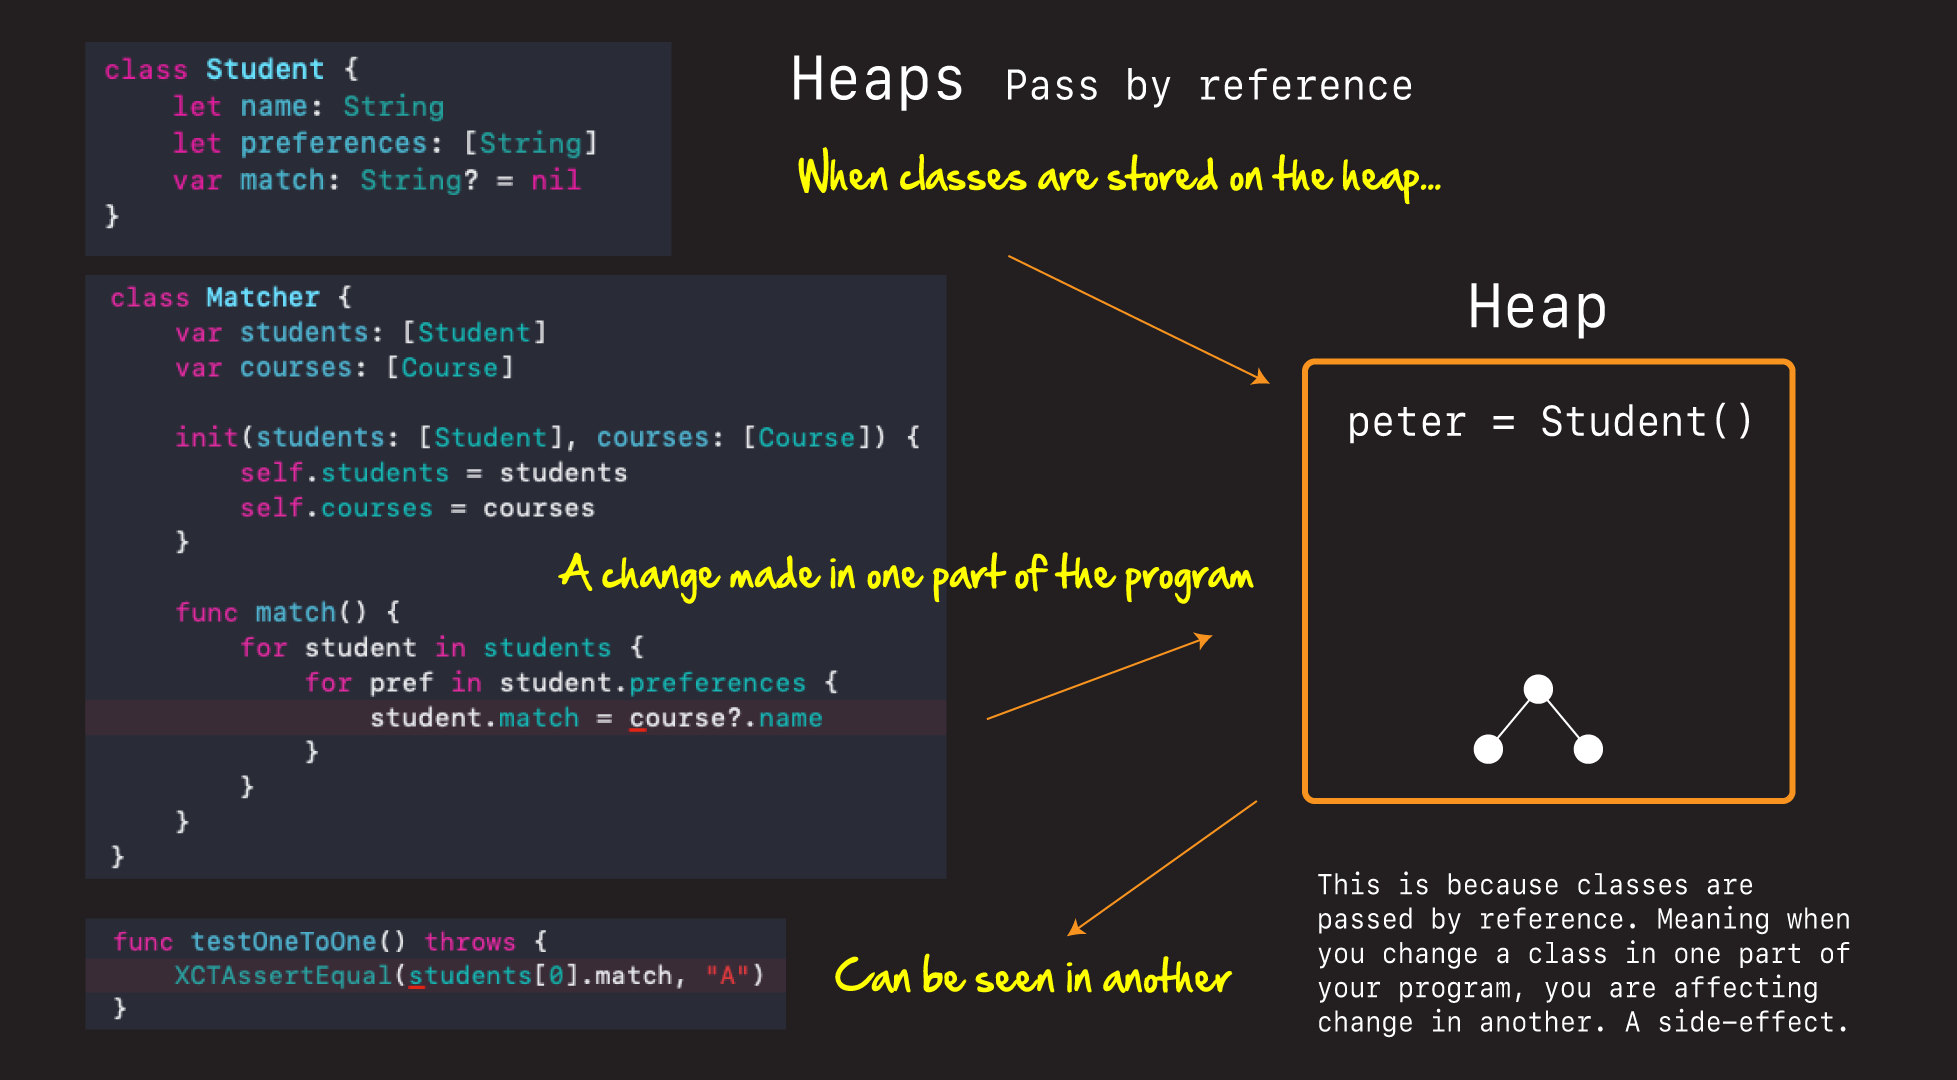 class Student {
    let name: String
    let preferences: [String]
    var match: String? = nil
}
Heaps Pass by reference
When classes are stored on the heap...
class Matcher {
    var students: [Student]
    var courses: [Course]
    init(students: [Student], courses: [Course]) {
        self.students = students
        self.courses = courses
    }
    func match() {
        for student in students {
            for pref in student.preferences {
                student.match = course?.name
            }
        }
    }
}
A change made in one part of the program
Heap
peter = Student()
func testOneToOne() throws {
    XCTAssertEqual(students[0].match, "A")
}
Can be seen in another
This is because classes are
passed by reference. Meaning when
you change a class in one part of
your program, you are affecting
change in another. A side-effect.